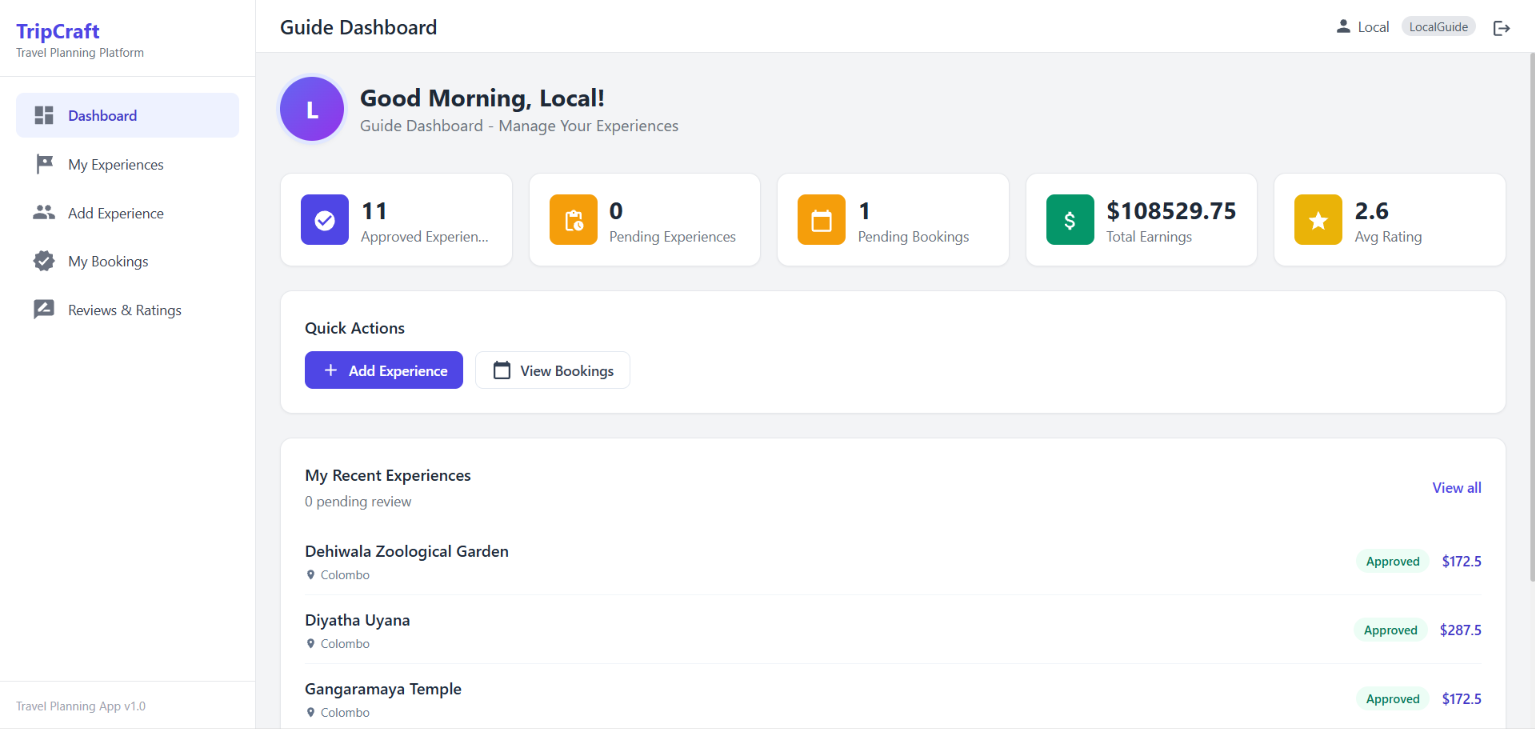 TripCraft
Travel Planning Platform
Dashboard
My Experiences
Add Experience
My Bookings
Reviews & Ratings
Travel Planning App v1.0
Guide Dashboard
Local
LocalGuide
L
Good Morning, Local!
Guide Dashboard - Manage Your Experiences
11
Approved Experien...
0
Pending Experiences
1
Pending Bookings
$
$108529.75
Total Earnings
2.6
Avg Rating
Quick Actions
+ Add Experience
View Bookings
My Recent Experiences
0 pending review
View all
Dehiwala Zoological Garden
Colombo
Approved
$172.5
Diyatha Uyana
Colombo
Approved
$287.5
Gangaramaya Temple
Colombo
Approved
$172.5